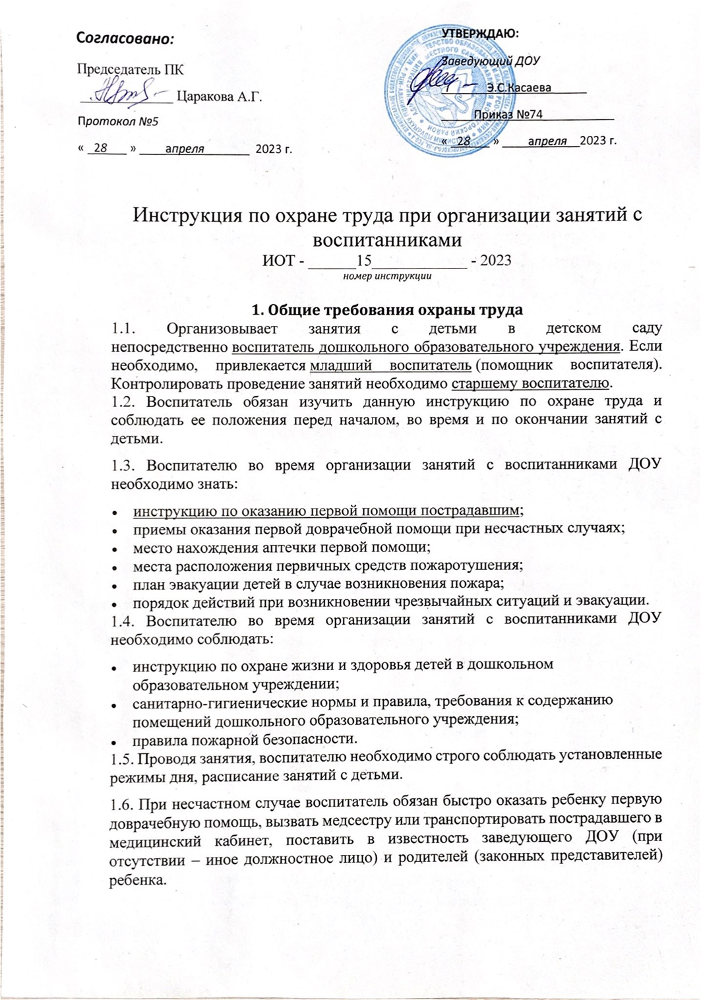 Согласовано:
Председатель ПК
_____________ Царакова А.Г.
Протокол №5
« _28___ » ____апреля_______ 2023 г.
УТВЕРЖДАЮ:
Заведующий ДОУ
Э.С.Касаева
Приказ №74
« _28___ » ____апреля__2023 г.
Инструкция по охране труда при организации занятий с
воспитанниками
ИОТ - ______15____________ - 2023
номер инструкции
1. Общие требования охраны труда
1.1. Организовывает занятия с детьми в детском саду
непосредственно воспитатель дошкольного образовательного учреждения. Если
необходимо, привлекается младший воспитатель (помощник воспитателя).
Контролировать проведение занятий необходимо старшему воспитателю.
1.2. Воспитатель обязан изучить данную инструкцию по охране труда и
соблюдать ее положения перед началом, во время и по окончании занятий с
детьми.
1.3. Воспитателю во время организации занятий с воспитанниками ДОУ
необходимо знать:
• инструкцию по оказанию первой помощи пострадавшим;
• приемы оказания первой доврачебной помощи при несчастных случаях;
• место нахождения аптечки первой помощи;
• места расположения первичных средств пожаротушения;
• план эвакуации детей в случае возникновения пожара;
• порядок действий при возникновении чрезвычайных ситуаций и эвакуации.
1.4. Воспитателю во время организации занятий с воспитанниками ДОУ
необходимо соблюдать:
• инструкцию по охране жизни и здоровья детей в дошкольном
образовательном учреждении;
• санитарно-гигиенические нормы и правила, требования к содержанию
помещений дошкольного образовательного учреждения;
• правила пожарной безопасности.
1.5. Проводя занятия, воспитателю необходимо строго соблюдать установленные
режимы дня, расписание занятий с детьми.
1.6. При несчастном случае воспитатель обязан быстро оказать ребенку первую
доврачебную помощь, вызвать медсестру или транспортировать пострадавшего в
медицинский кабинет, поставить в известность заведующего ДОУ (при
отсутствии – иное должностное лицо) и родителей (законных представителей)
ребенка.